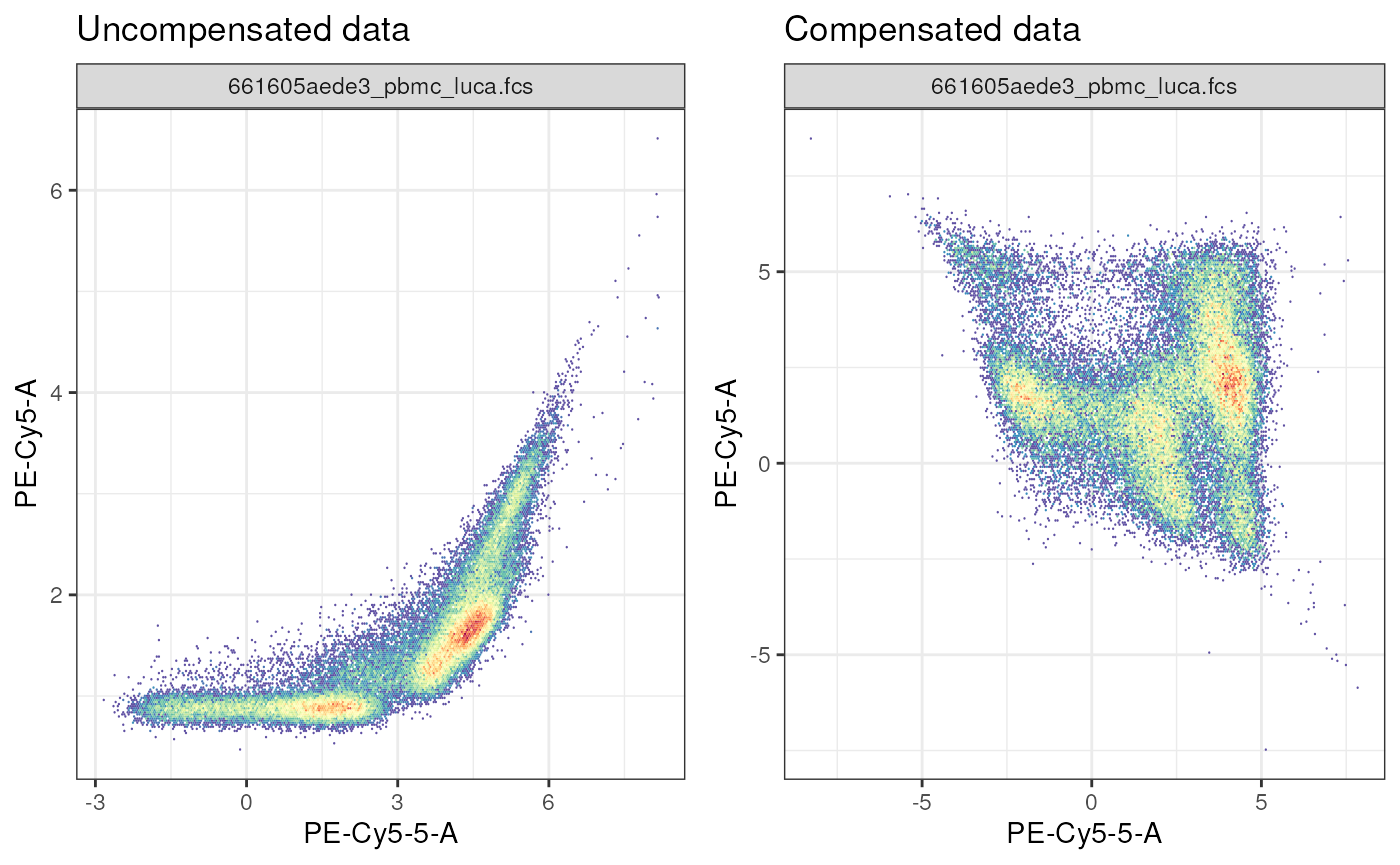 Uncompensated data
661605aede3_pbmc_luca.fcs
PE-Cy5-A
6
4
2
-3 0 3 6
PE-Cy5-5-A
Compensated data
661605aede3_pbmc_luca.fcs
PE-Cy5-A
5
0
-5
-5 0 5
PE-Cy5-5-A